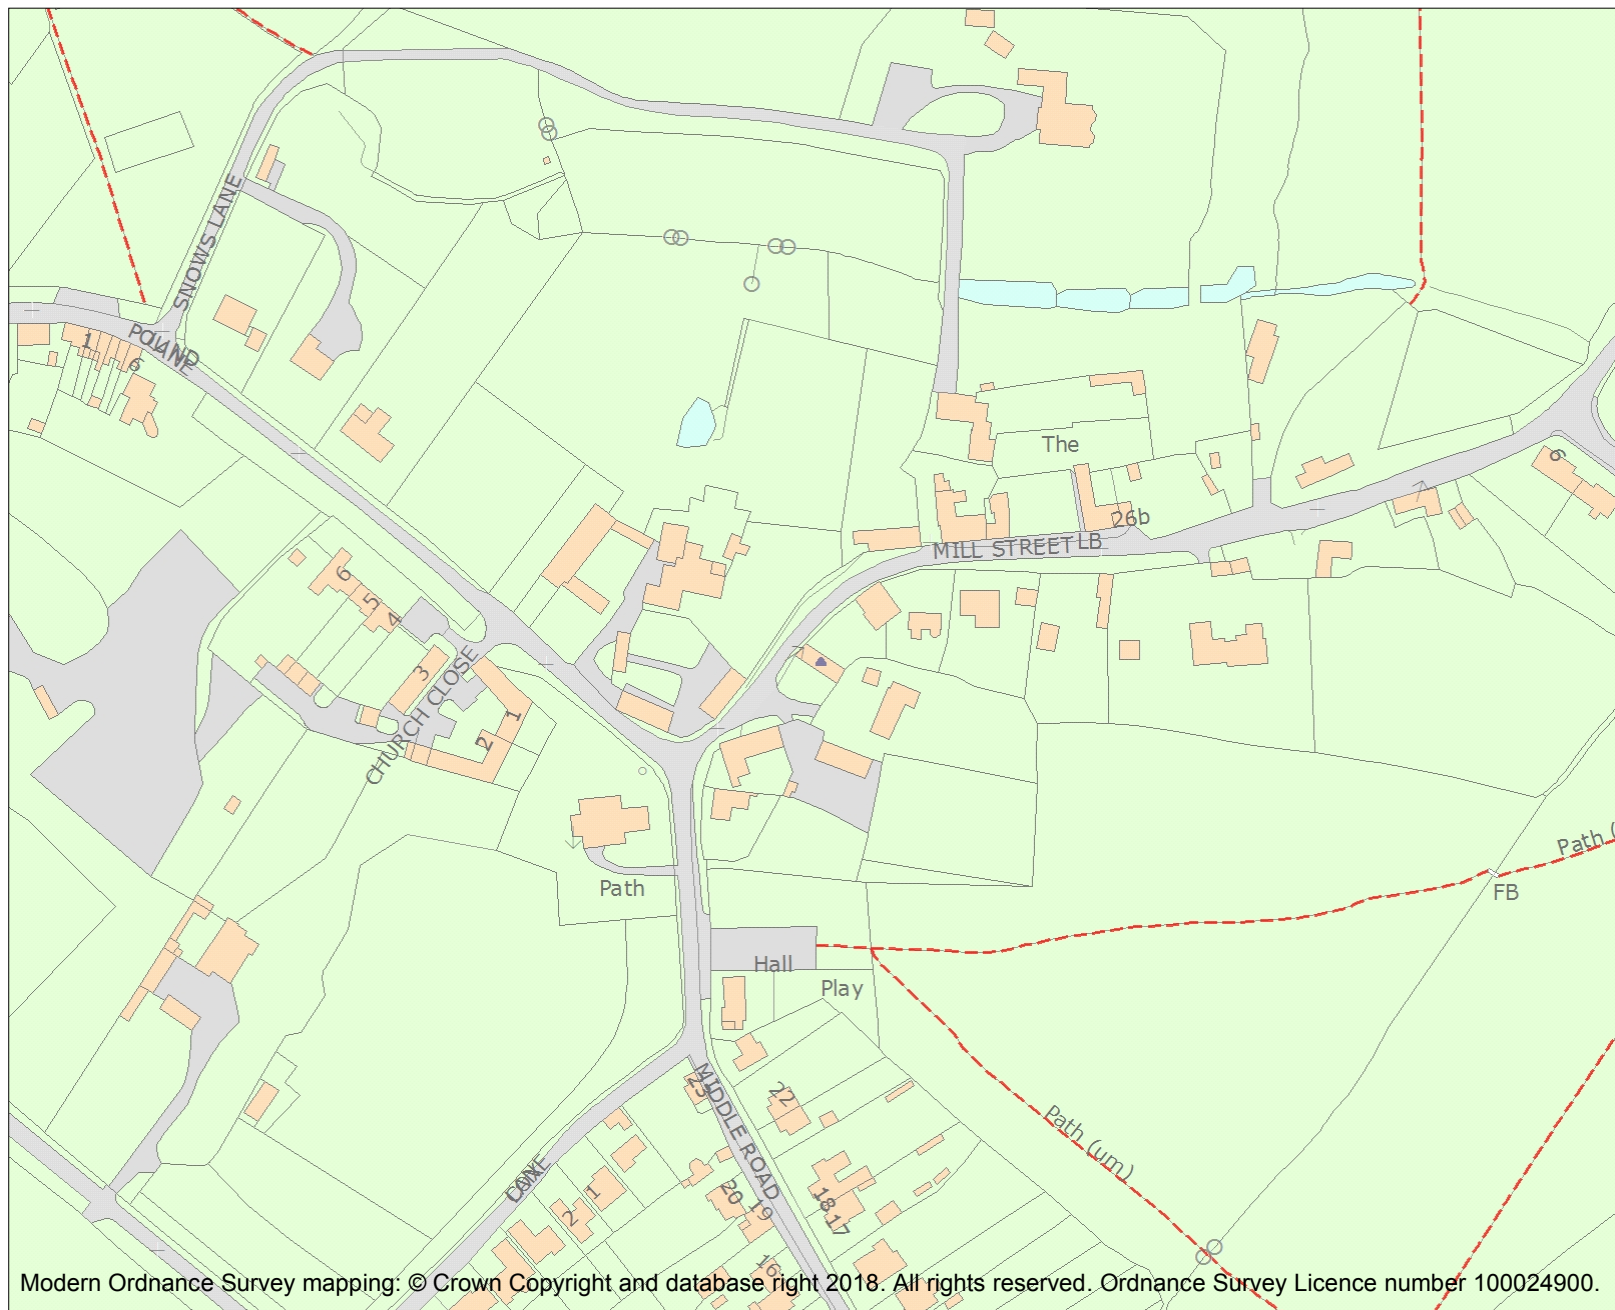 SNOWS LANE
POLAND
LANE
1
6
The
26b
MILL STREET
LB
6
6
5
4
3
CHURCH CLOSE
1
2
Path
Path (
FB
Hall
Play
Path (um)
MIDDLE ROAD
23
22
LANE
1
2
20
19
18
17
16
Modern Ordnance Survey mapping: © Crown Copyright and database right 2018. All rights reserved. Ordnance Survey Licence number 100024900.